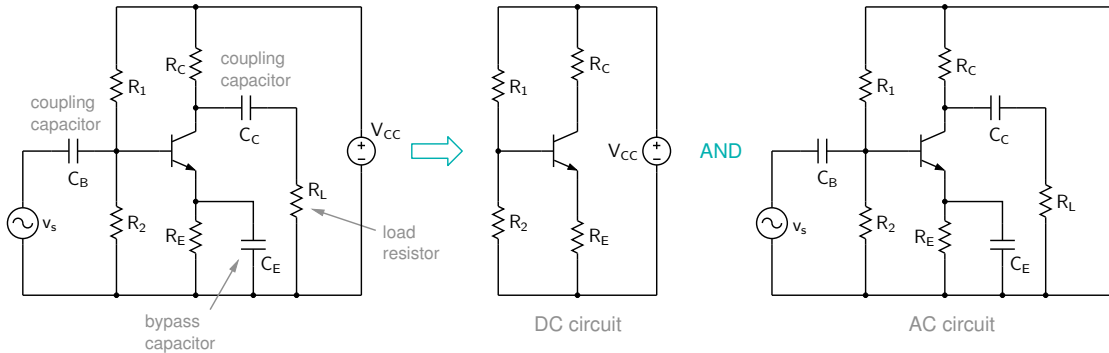 R1
RC
coupling
capacitor
coupling
capacitor
CC
CB
VCC
vs
R2
RE
CE
RL
load
resistor
bypass
capacitor
R1
RC
VCC
R2
RE
DC circuit
AND
R1
RC
CC
CB
vs
R2
RE
CE
RL
AC circuit